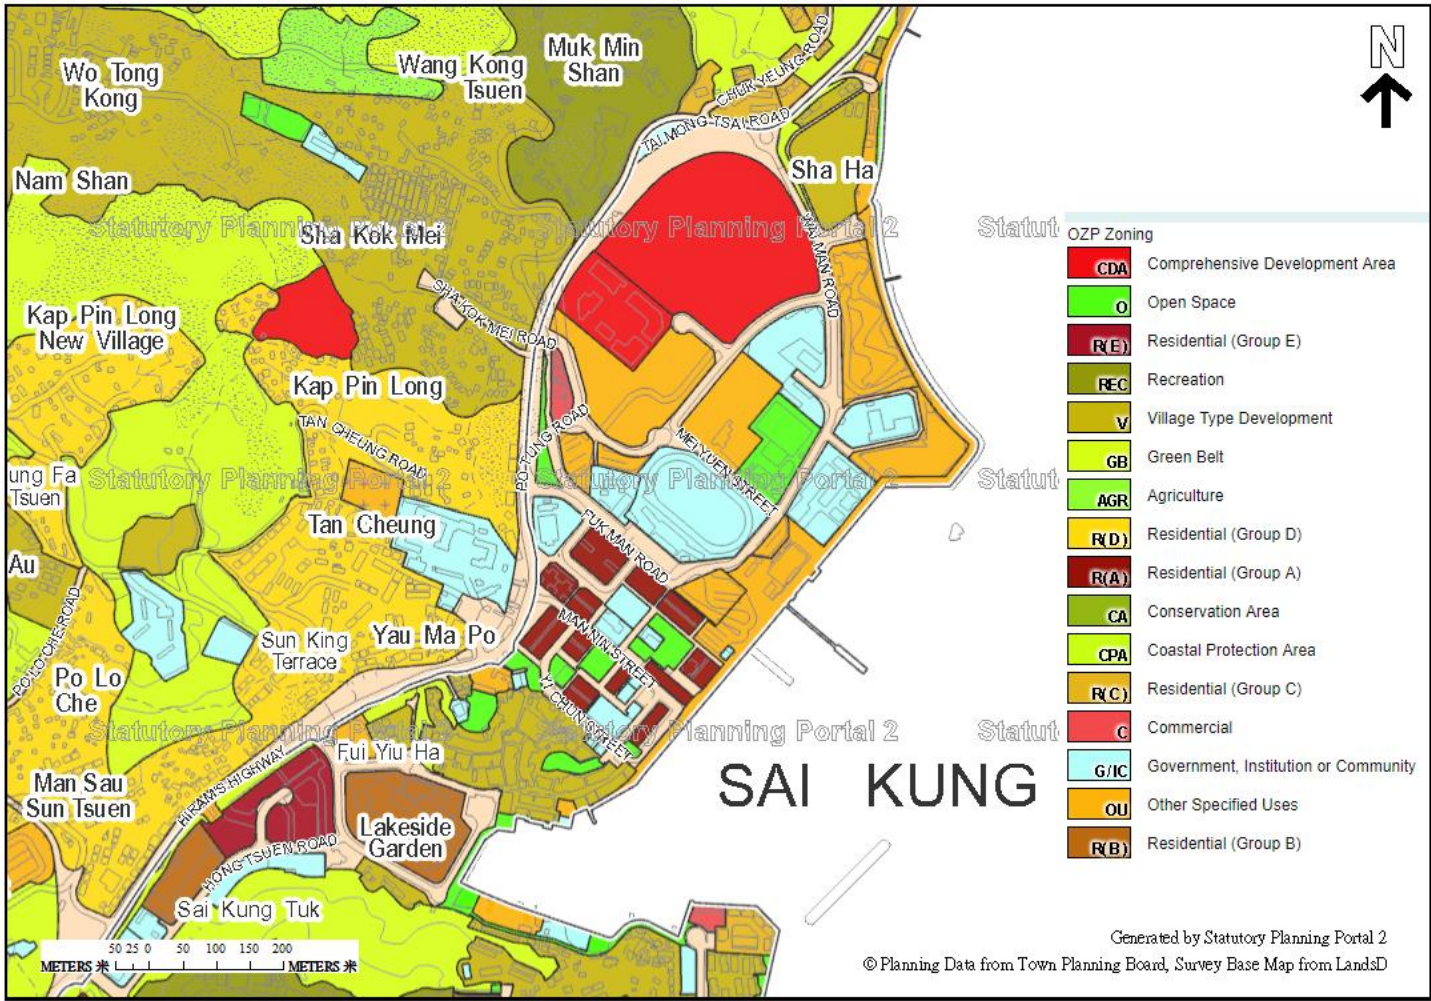 Wo Tong
Kong
Wang Kong
Tsuen
Muk Min
Shan
CHUK YEUNG ROAD
TAI MONG TSAI ROAD
N
Nam Shan
Sha Ha
Statutory Planning Portal 2
Statutory Planning Portal 2
Statut
Sha Kok Mei
WAI MAN ROAD
SHA KOK MEI ROAD
Kap Pin Long
New Village
Kap Pin Long
TAN CHEUNG ROAD
PO TUNG ROAD
MEI YUEN STREET
ung Fa
Tsuen
Statutory Planning Portal 2
Statutory Planning Portal 2
Statut
Tan Cheung
FUK MAN ROAD
Au
PO LO CHE ROAD
MAN NIN STREET
Sun King
Terrace
Yau Ma Po
Po Lo
Che
YI CHUN STREET
Statutory Planning Portal 2
Statutory Planning Portal 2
Statut
Fui Yiu Ha
HIRAM'S HIGHWAY
Man Sau
Sun Tsuen
SAI KUNG
Lakeside
Garden
HONG TSUEN ROAD
Sai Kung Tuk
OZP Zoning
CDA Comprehensive Development Area
O Open Space
R(E) Residential (Group E)
REC Recreation
V Village Type Development
GB Green Belt
AGR Agriculture
R(D) Residential (Group D)
R(A) Residential (Group A)
CA Conservation Area
CPA Coastal Protection Area
R(C) Residential (Group C)
C Commercial
G/IC Government, Institution or Community
OU Other Specified Uses
R(B) Residential (Group B)
50 25 0 50 100 150 200
METERS 米 METERS 米
Generated by Statutory Planning Portal 2
© Planning Data from Town Planning Board, Survey Base Map from LandsD